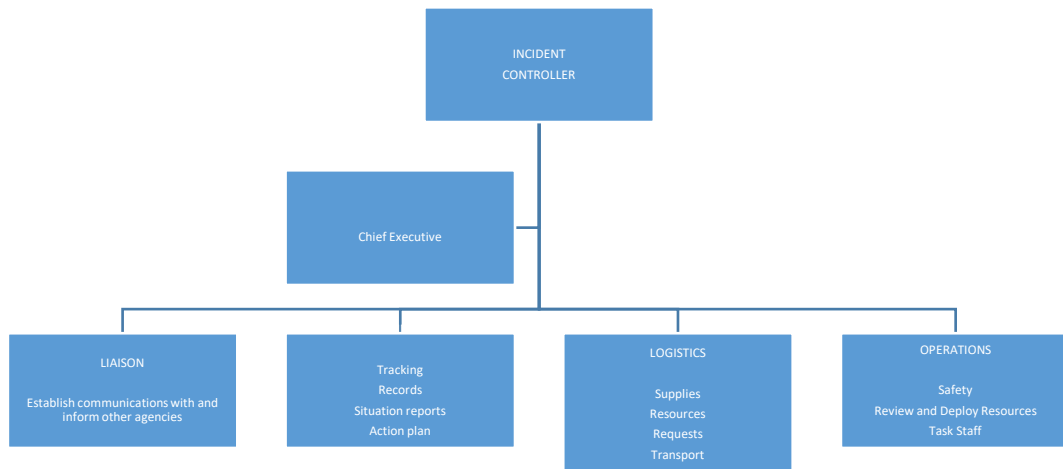 INCIDENT
CONTROLLER
Chief Executive
LIAISON
Establish communications with and
inform other agencies
Tracking
Records
Situation reports
Action plan
LOGISTICS
Supplies
Resources
Requests
Transport
OPERATIONS
Safety
Review and Deploy Resources
Task Staff